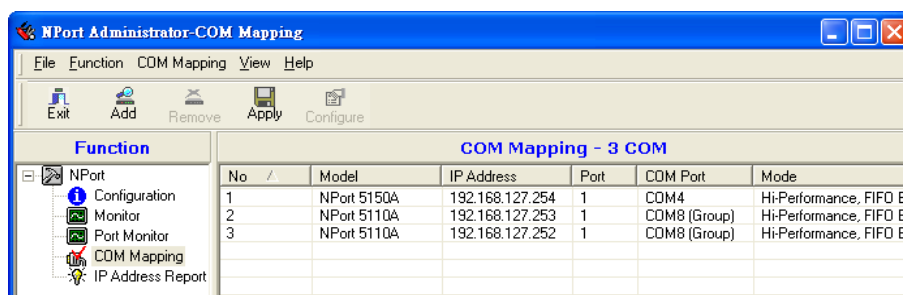 NPort Administrator-COM Mapping
File Function COM Mapping View Help
Exit Add Remove Apply Configure
Function
COM Mapping - 3 COM
NPort
Configuration
Monitor
Port Monitor
COM Mapping
IP Address Report
No Model IP Address Port COM Port Mode
1 NPort 5150A 192.168.127.254 1 COM4 Hi-Performance, FIFO E
2 NPort 5110A 192.168.127.253 1 COM8 (Group) Hi-Performance, FIFO E
3 NPort 5110A 192.168.127.252 1 COM8 (Group) Hi-Performance, FIFO E